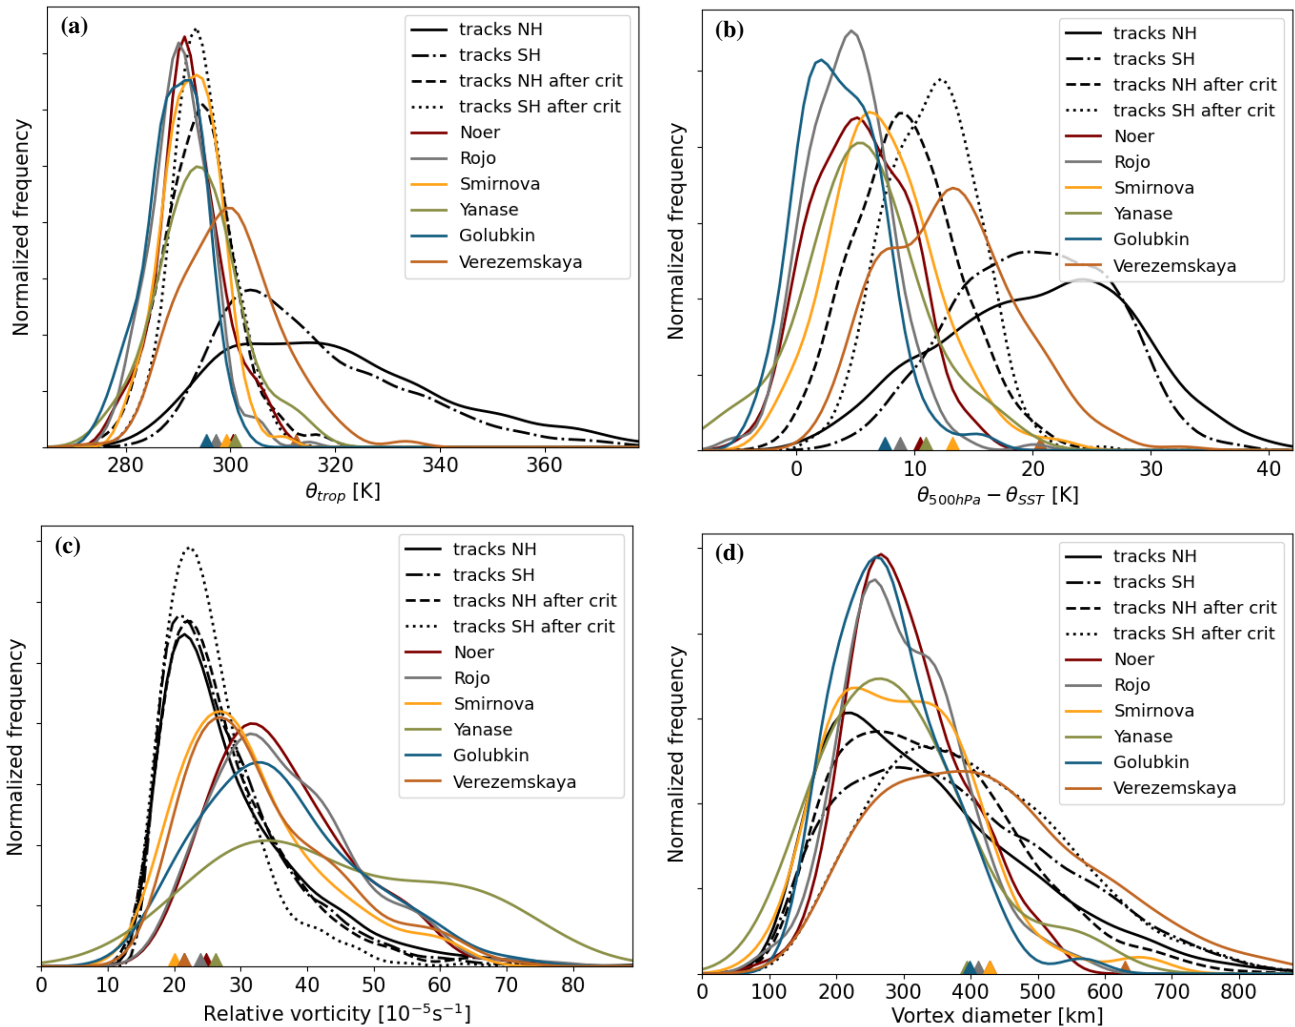 (a)
tracks NH
tracks SH
tracks NH after crit
tracks SH after crit
Noer
Rojo
Smirnova
Yanase
Golubkin
Verezemskaya
Normalized frequency
280 300 320 340 360
θtrop [K]
(b)
tracks NH
tracks SH
tracks NH after crit
tracks SH after crit
Noer
Rojo
Smirnova
Yanase
Golubkin
Verezemskaya
Normalized frequency
0 10 20 30 40
θ500hPa − θSST [K]
(c)
tracks NH
tracks SH
tracks NH after crit
tracks SH after crit
Noer
Rojo
Smirnova
Yanase
Golubkin
Verezemskaya
Normalized frequency
0 10 20 30 40 50 60 70 80
Relative vorticity [10⁻⁵s⁻¹]
(d)
tracks NH
tracks SH
tracks NH after crit
tracks SH after crit
Noer
Rojo
Smirnova
Yanase
Golubkin
Verezemskaya
Normalized frequency
0 100 200 300 400 500 600 700 800
Vortex diameter [km]